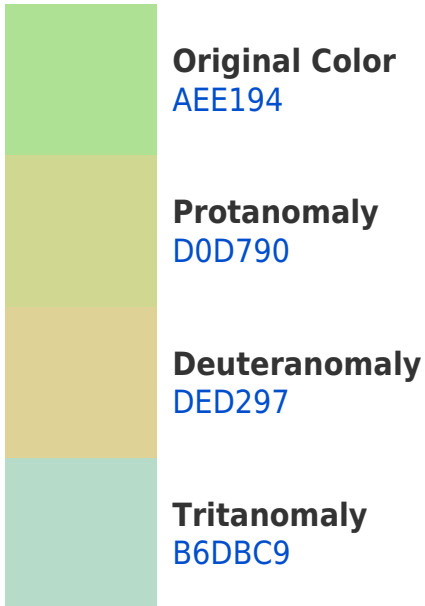 Original Color
AEE194
Protanomaly
D0D790
Deuteranomaly
DED297
Tritanomaly
B6DBC9